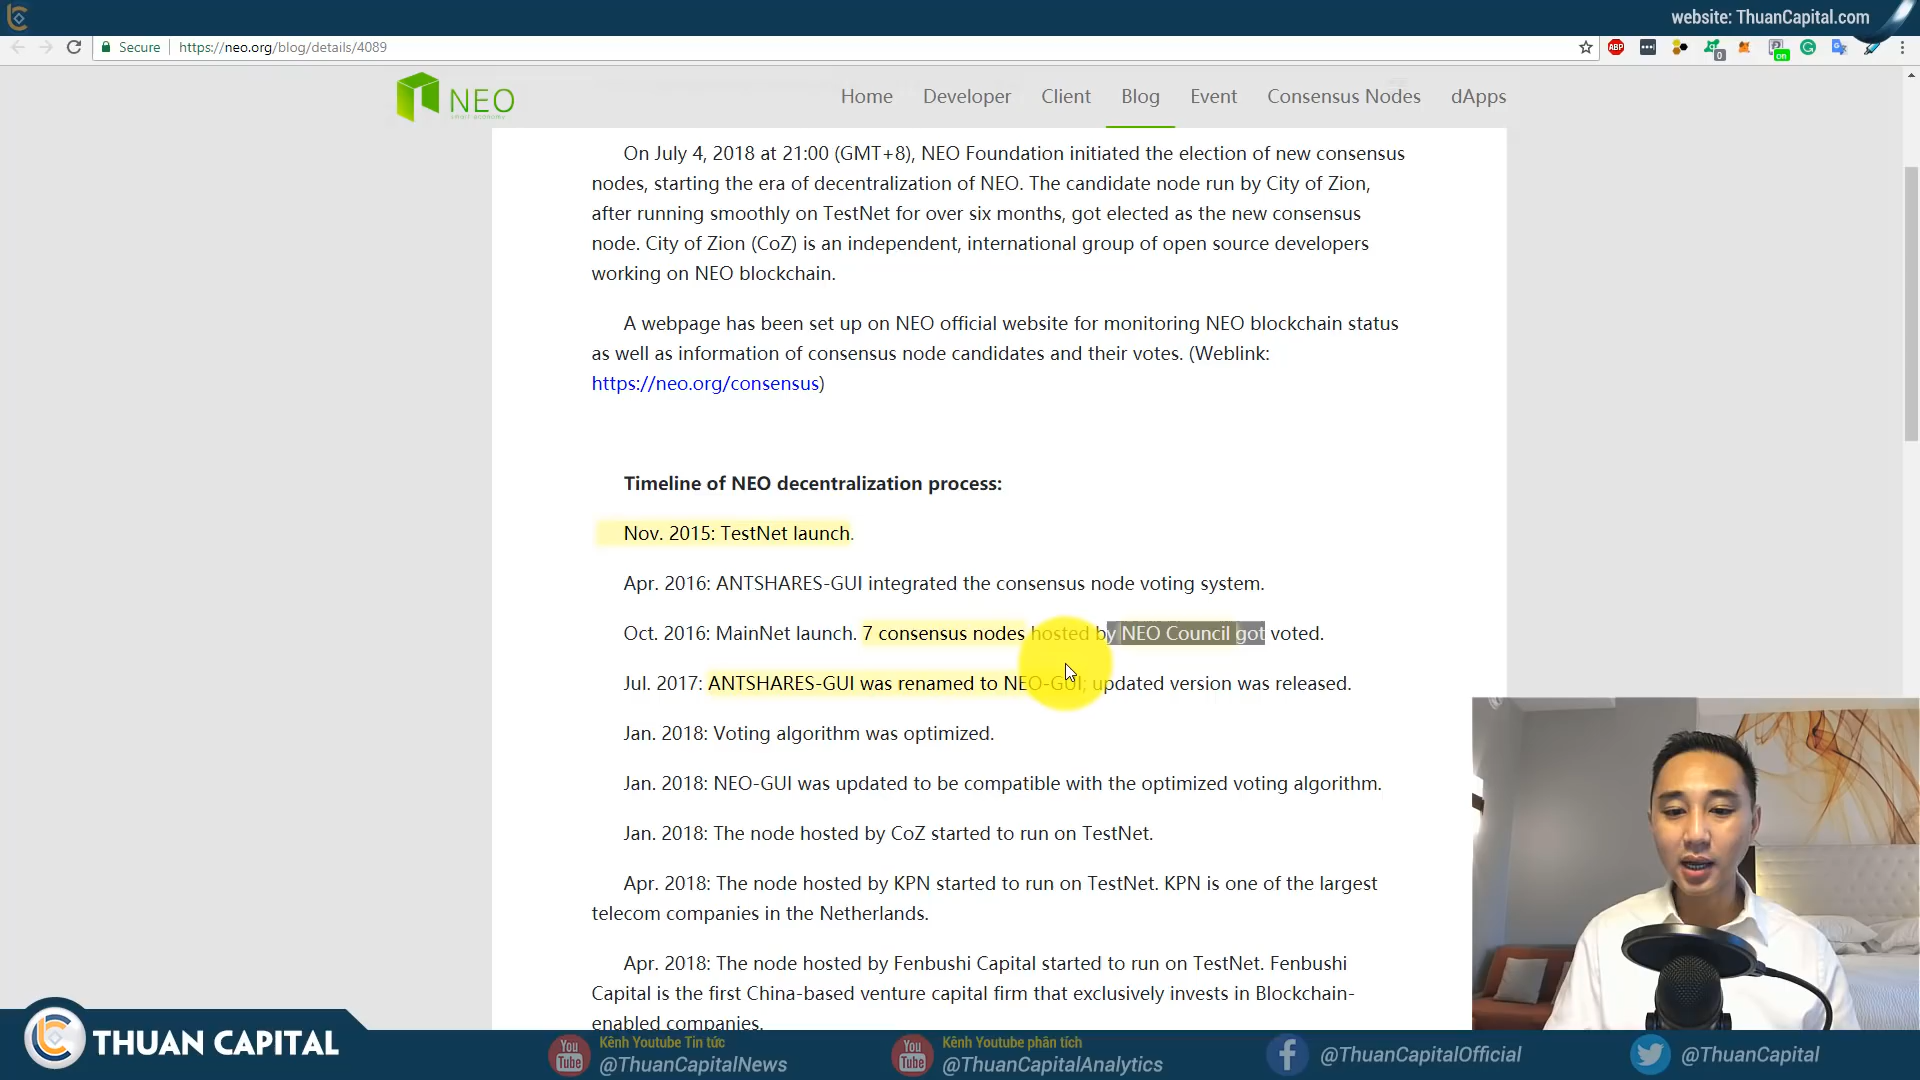 website: ThuanCapital.com
Secure https://neo.org/blog/details/4089
ABP
0
on
NEO
smart economy
Home Developer Client Blog Event Consensus Nodes dApps
On July 4, 2018 at 21:00 (GMT+8), NEO Foundation initiated the election of new consensus
nodes, starting the era of decentralization of NEO. The candidate node run by City of Zion,
after running smoothly on TestNet for over six months, got elected as the new consensus
node. City of Zion (CoZ) is an independent, international group of open source developers
working on NEO blockchain.
A webpage has been set up on NEO official website for monitoring NEO blockchain status
as well as information of consensus node candidates and their votes. (Weblink:
https://neo.org/consensus)
Timeline of NEO decentralization process:
Nov. 2015: TestNet launch.
Apr. 2016: ANTSHARES-GUI integrated the consensus node voting system.
Oct. 2016: MainNet launch. 7 consensus nodes hosted by NEO Council got voted.
Jul. 2017: ANTSHARES-GUI was renamed to NEO-GUI; updated version was released.
Jan. 2018: Voting algorithm was optimized.
Jan. 2018: NEO-GUI was updated to be compatible with the optimized voting algorithm.
Jan. 2018: The node hosted by CoZ started to run on TestNet.
Apr. 2018: The node hosted by KPN started to run on TestNet. KPN is one of the largest
telecom companies in the Netherlands.
Apr. 2018: The node hosted by Fenbushi Capital started to run on TestNet. Fenbushi
Capital is the first China-based venture capital firm that exclusively invests in Blockchain-
enabled companies.
THUAN CAPITAL
You Tube
Kênh Youtube Tin tức
@ThuanCapitalNews
You Tube
Kênh Youtube phân tích
@ThuanCapitalAnalytics
@ThuanCapitalOfficial
@ThuanCapital